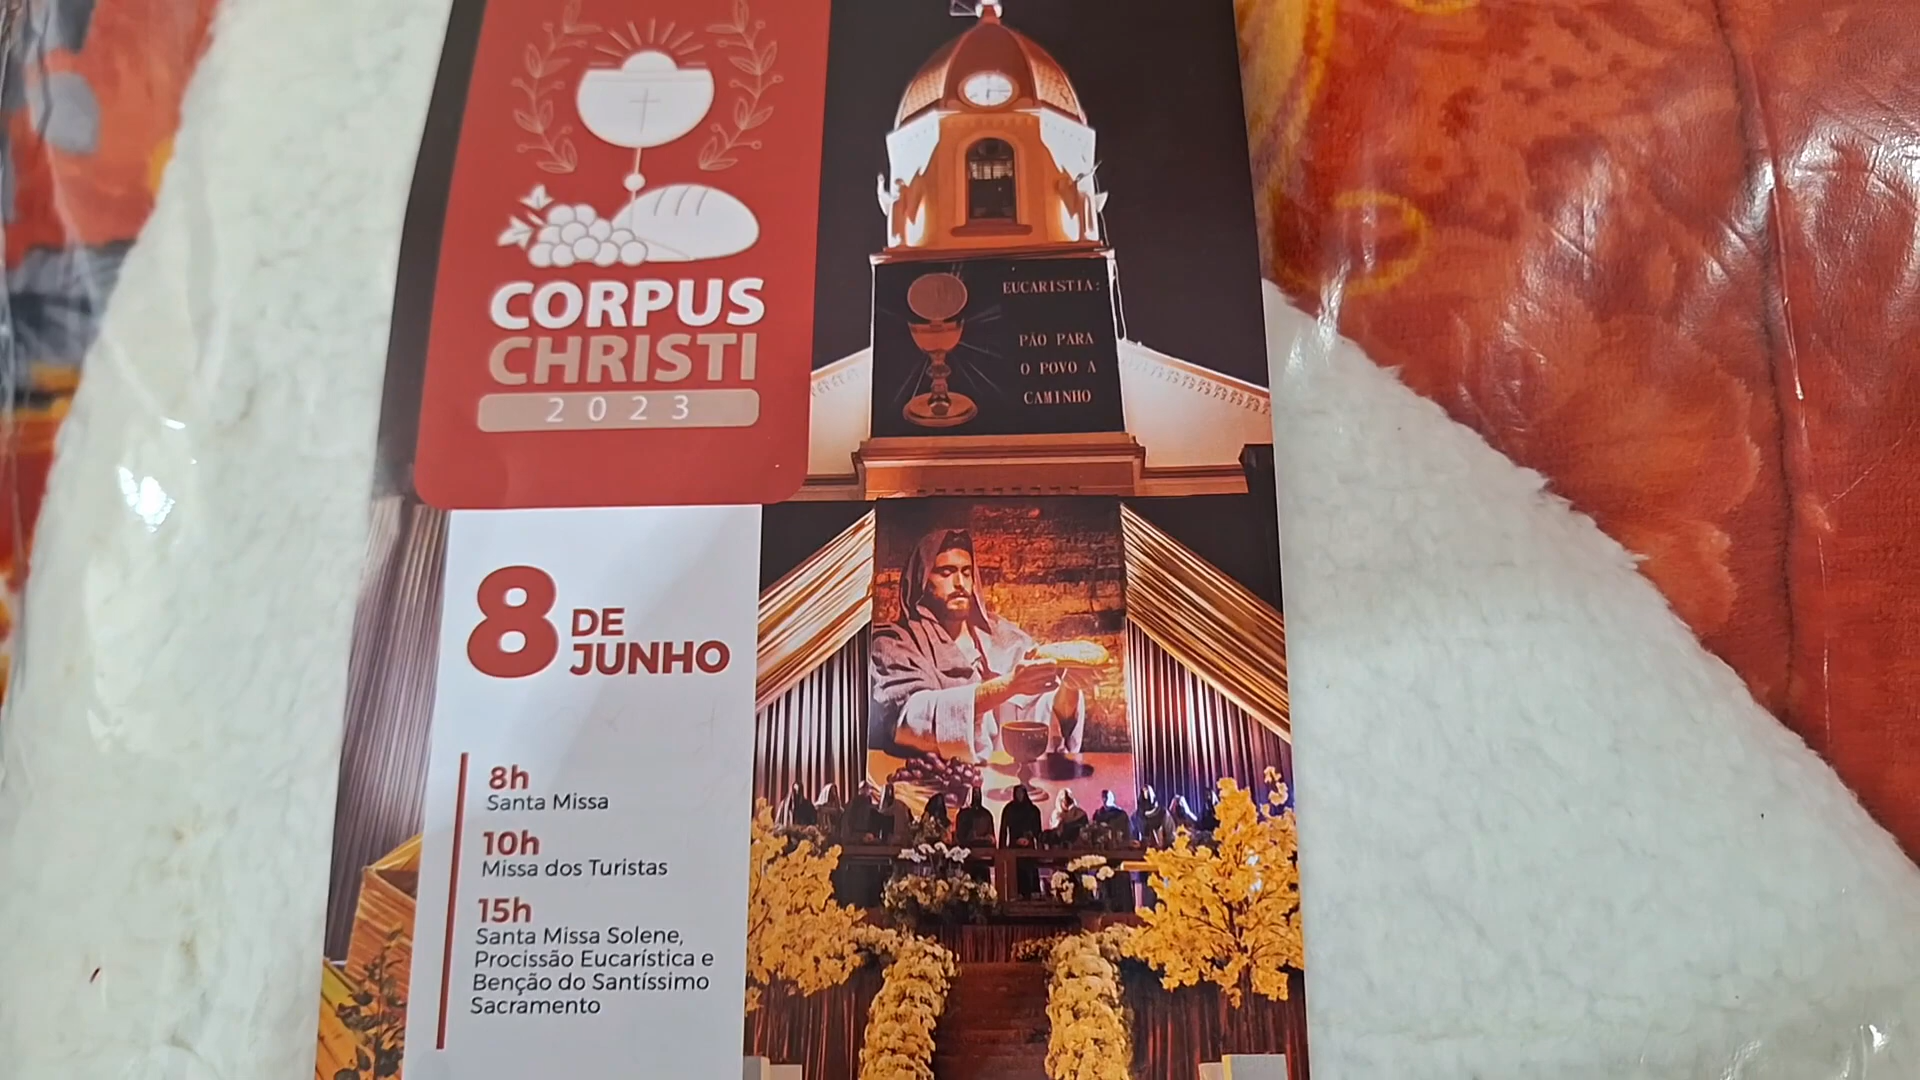 CORPUS
CHRISTI
2023
EUCARISTIA:
PÃO PARA
O POVO A
CAMINHO
8 DE
JUNHO
8h
Santa Missa
10h
Missa dos Turistas
15h
Santa Missa Solene,
Procissão Eucarística e
Benção do Santíssimo
Sacramento